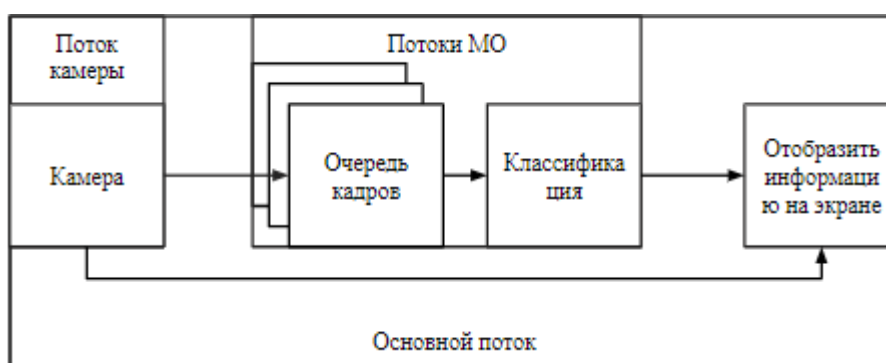 Поток
камеры
Потоки МО
Камера
Очередь
кадров
Классифика
ция
Отобразить
информаци
ю на экране
Основной поток